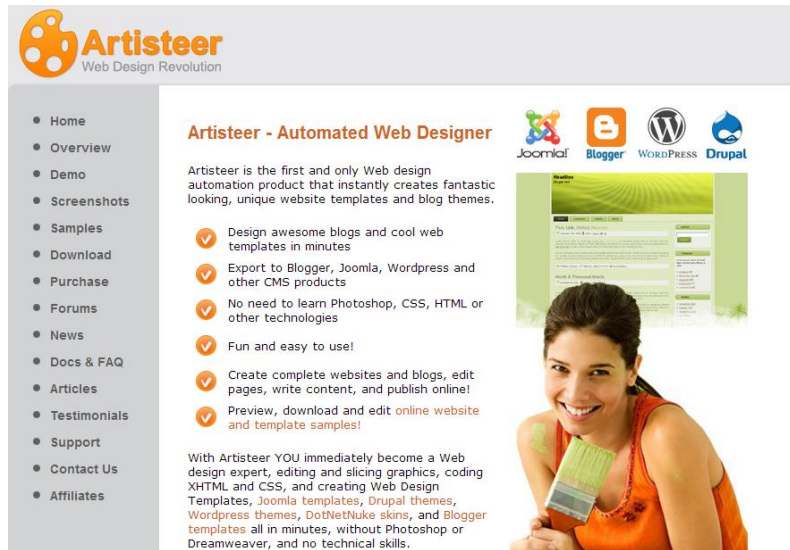 Artisteer
Web Design Revolution
Home
Overview
Demo
Screenshots
Samples
Download
Purchase
Forums
News
Docs & FAQ
Articles
Testimonials
Support
Contact Us
Affiliates
Artisteer - Automated Web Designer
Artisteer is the first and only Web design
automation product that instantly creates fantastic
looking, unique website templates and blog themes.
Design awesome blogs and cool web
templates in minutes
Export to Blogger, Joomla, Wordpress and
other CMS products
No need to learn Photoshop, CSS, HTML or
other technologies
Fun and easy to use!
Create complete websites and blogs, edit
pages, write content, and publish online!
Preview, download and edit online website
and template samples!
With Artisteer YOU immediately become a Web
design expert, editing and slicing graphics, coding
XHTML and CSS, and creating Web Design
Templates, Joomla templates, Drupal themes,
Wordpress themes, DotNetNuke skins, and Blogger
templates all in minutes, without Photoshop or
Dreamweaver, and no technical skills.
Joomla! Blogger WORDPRESS Drupal
Headline